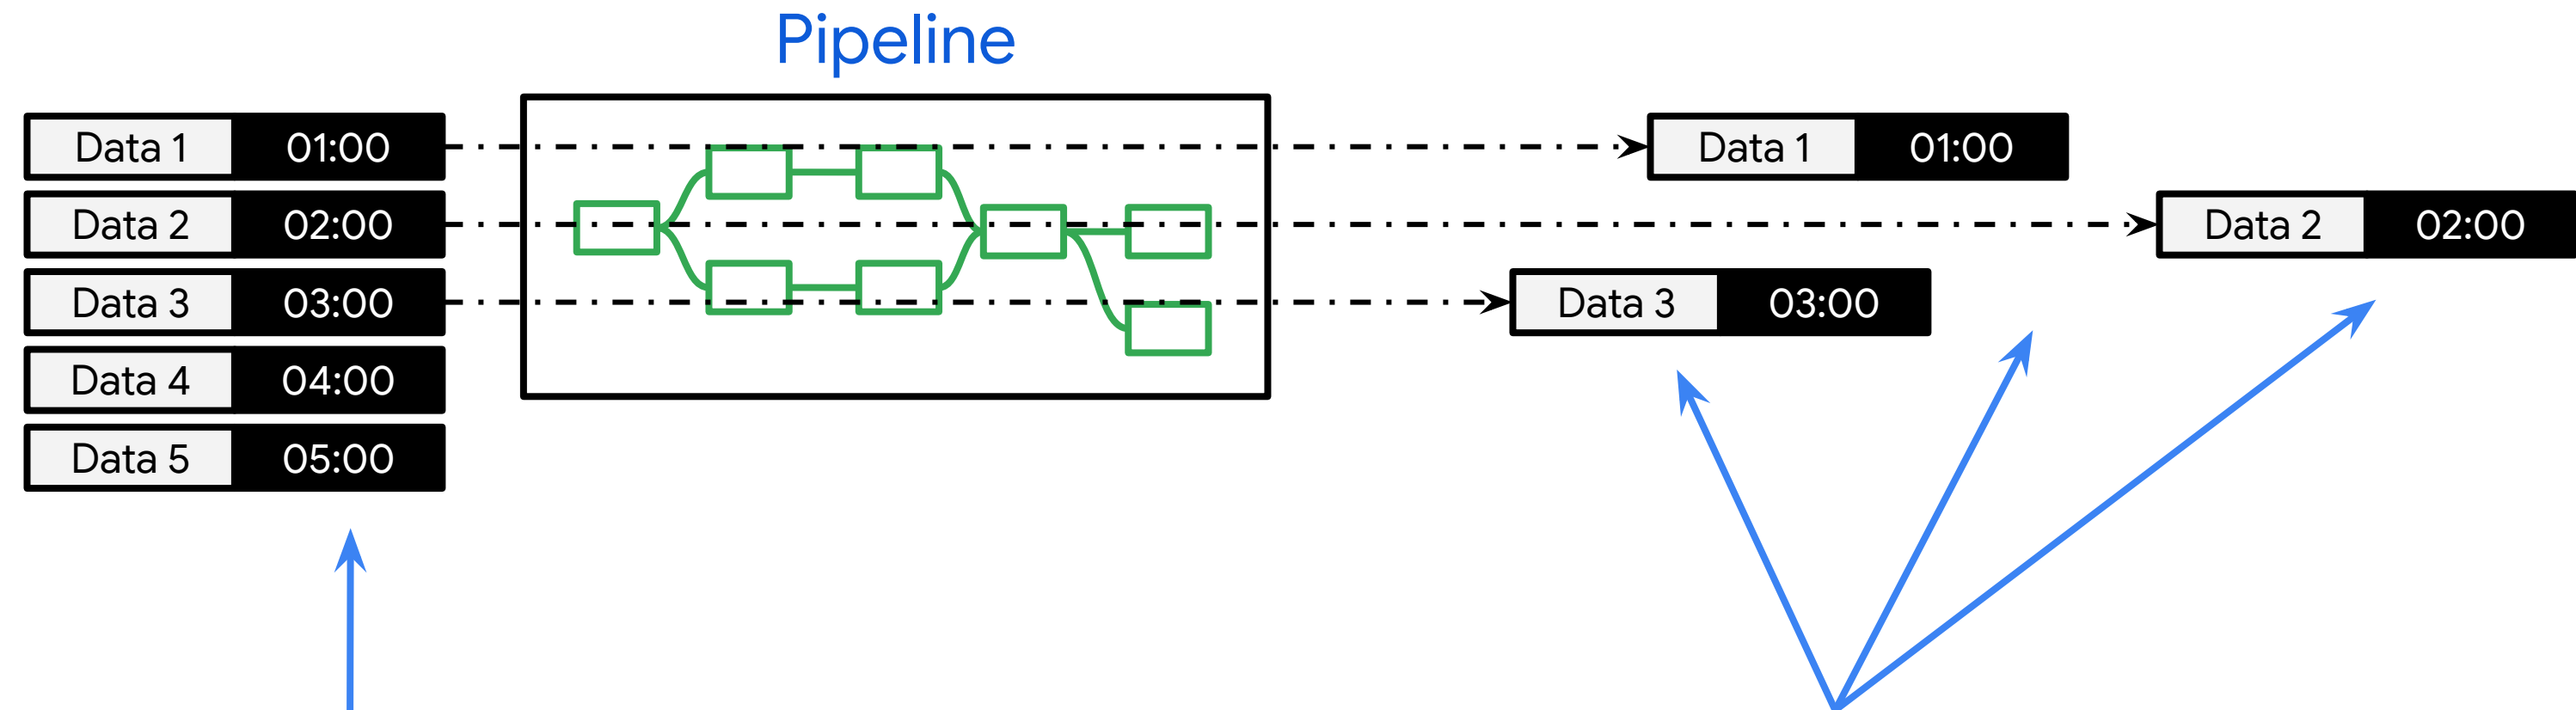 Pipeline
Data 1 01:00
Data 2 02:00
Data 3 03:00
Data 4 04:00
Data 5 05:00
Data 1 01:00
Data 2 02:00
Data 3 03:00